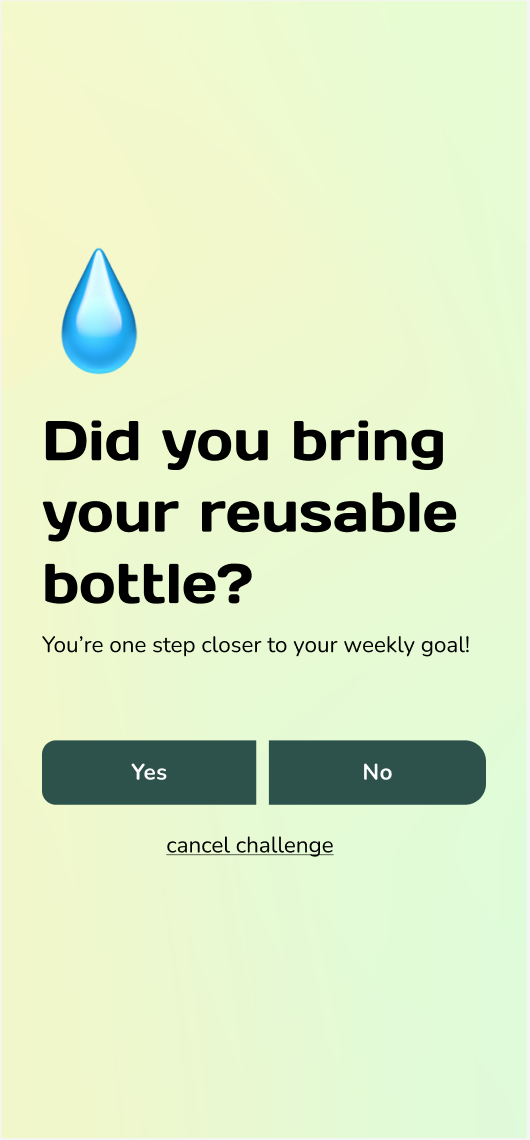 Did you bring
your reusable
bottle?
You’re one step closer to your weekly goal!
Yes
No
cancel challenge